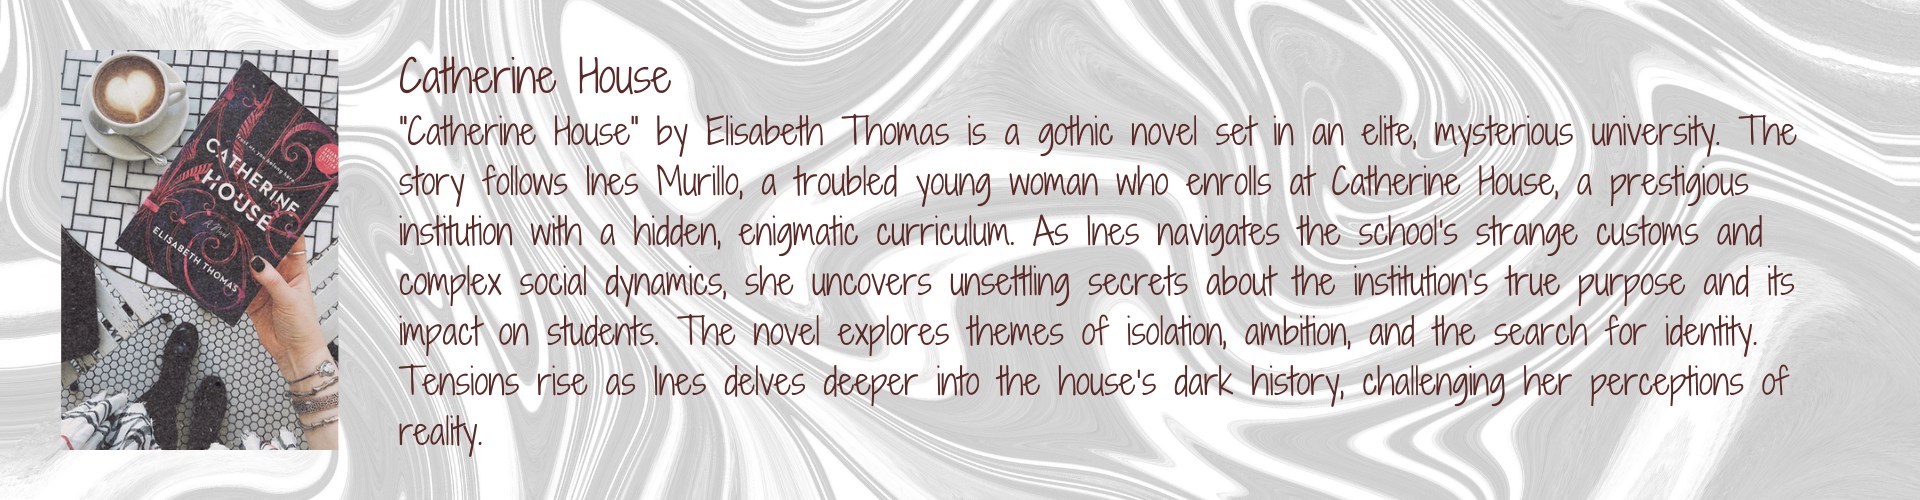 Catherine House
"Catherine House" by Elisabeth Thomas is a gothic novel set in an elite, mysterious university. The
story follows Ines Murillo, a troubled young woman who enrolls at Catherine House, a prestigious
institution with a hidden, enigmatic curriculum. As Ines navigates the school's strange customs and
complex social dynamics, she uncovers unsettling secrets about the institution's true purpose and its
impact on students. The novel explores themes of isolation, ambition, and the search for identity.
Tensions rise as Ines delves deeper into the house's dark history, challenging her perceptions of
reality.
CATHERINE
HOUSE
A Novel
ELISABETH THOMAS